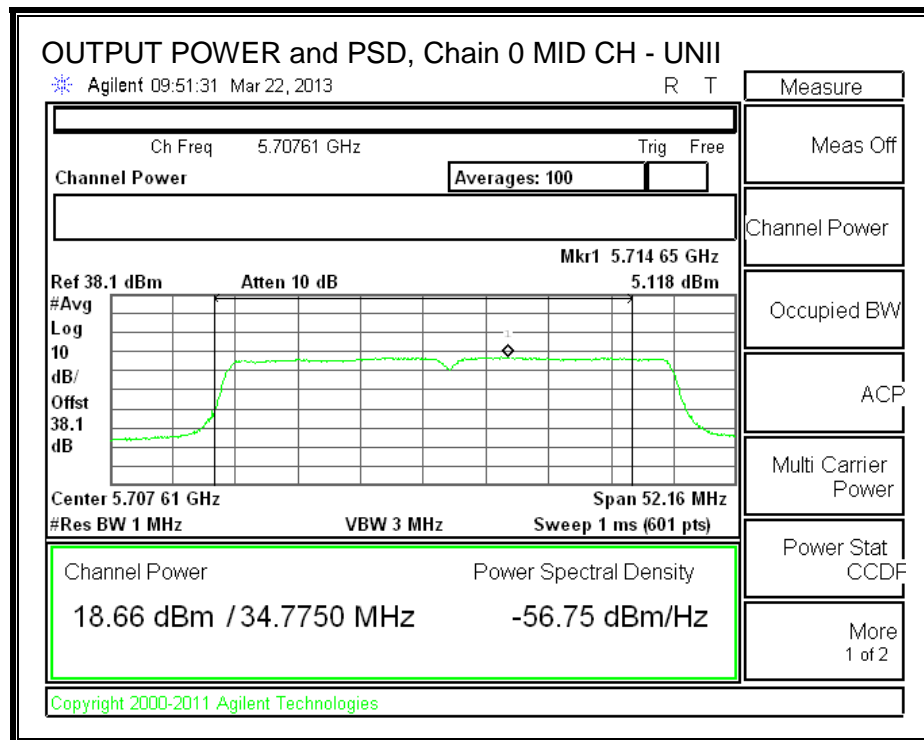 OUTPUT POWER and PSD, Chain 0 MID CH - UNII
Agilent 09:51:31 Mar 22, 2013 R T
Ch Freq 5.70761 GHz Trig Free
Channel Power Averages: 100
Mkr1 5.714 65 GHz
Ref 38.1 dBm Atten 10 dB 5.118 dBm
#Avg
Log
10
dB/
Offst
38.1
dB
1
Center 5.707 61 GHz Span 52.16 MHz
#Res BW 1 MHz VBW 3 MHz Sweep 1 ms (601 pts)
Channel Power Power Spectral Density
18.66 dBm / 34.7750 MHz -56.75 dBm/Hz
Copyright 2000-2011 Agilent Technologies
Measure
Meas Off
Channel Power
Occupied BW
ACP
Multi Carrier
Power
Power Stat
CCDF
More
1 of 2